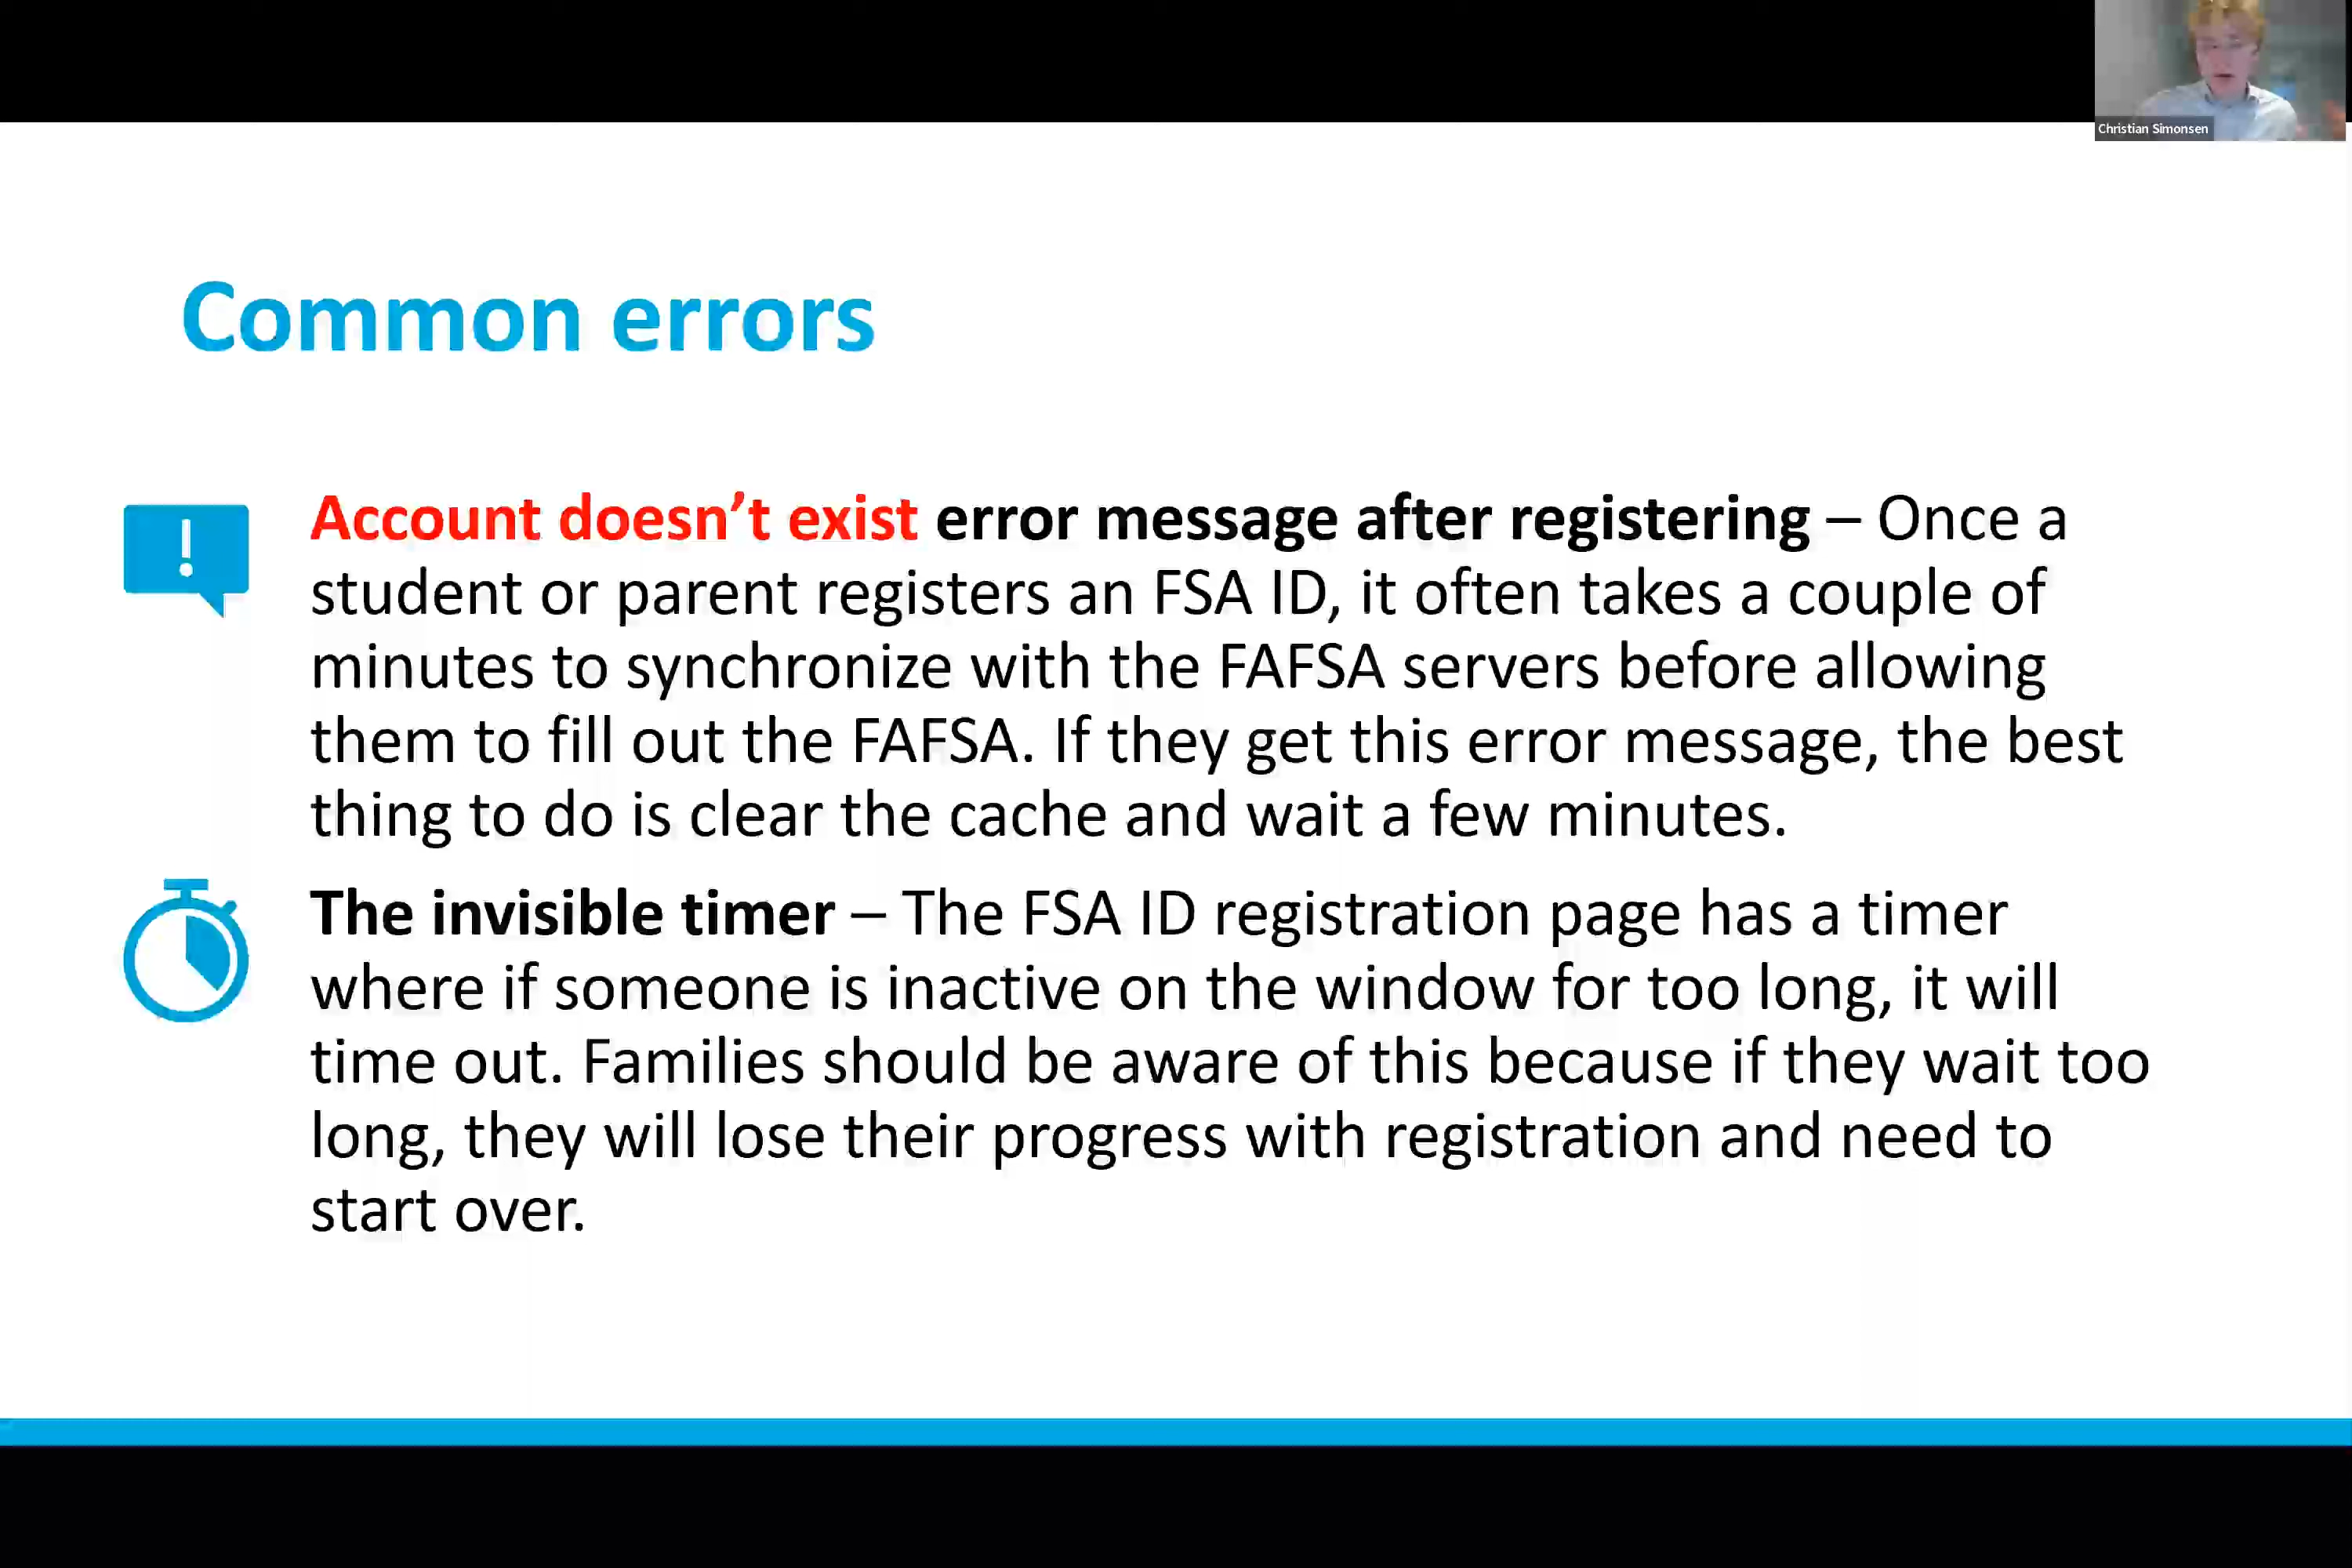 Christian Simonsen
Common errors
Account doesn’t exist error message after registering – Once a
student or parent registers an FSA ID, it often takes a couple of
minutes to synchronize with the FAFSA servers before allowing
them to fill out the FAFSA. If they get this error message, the best
thing to do is clear the cache and wait a few minutes.
The invisible timer – The FSA ID registration page has a timer
where if someone is inactive on the window for too long, it will
time out. Families should be aware of this because if they wait too
long, they will lose their progress with registration and need to
start over.